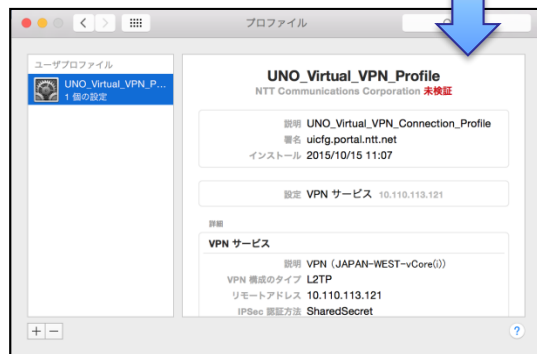 プロファイル
ユーザプロファイル
UNO_Virtual_VPN_P...
1 個の設定
UNO_Virtual_VPN_Profile
NTT Communications Corporation 未検証
説明 UNO_Virtual_VPN_Connection_Profile
署名 uicfg.portal.ntt.net
インストール 2015/10/15 11:07
設定 VPN サービス 10.110.113.121
詳細
VPN サービス
説明 VPN（JAPAN-WEST-vCore(i)）
VPN 構成のタイプ L2TP
リモートアドレス 10.110.113.121
IPSec 認証方法 SharedSecret
+ − ?